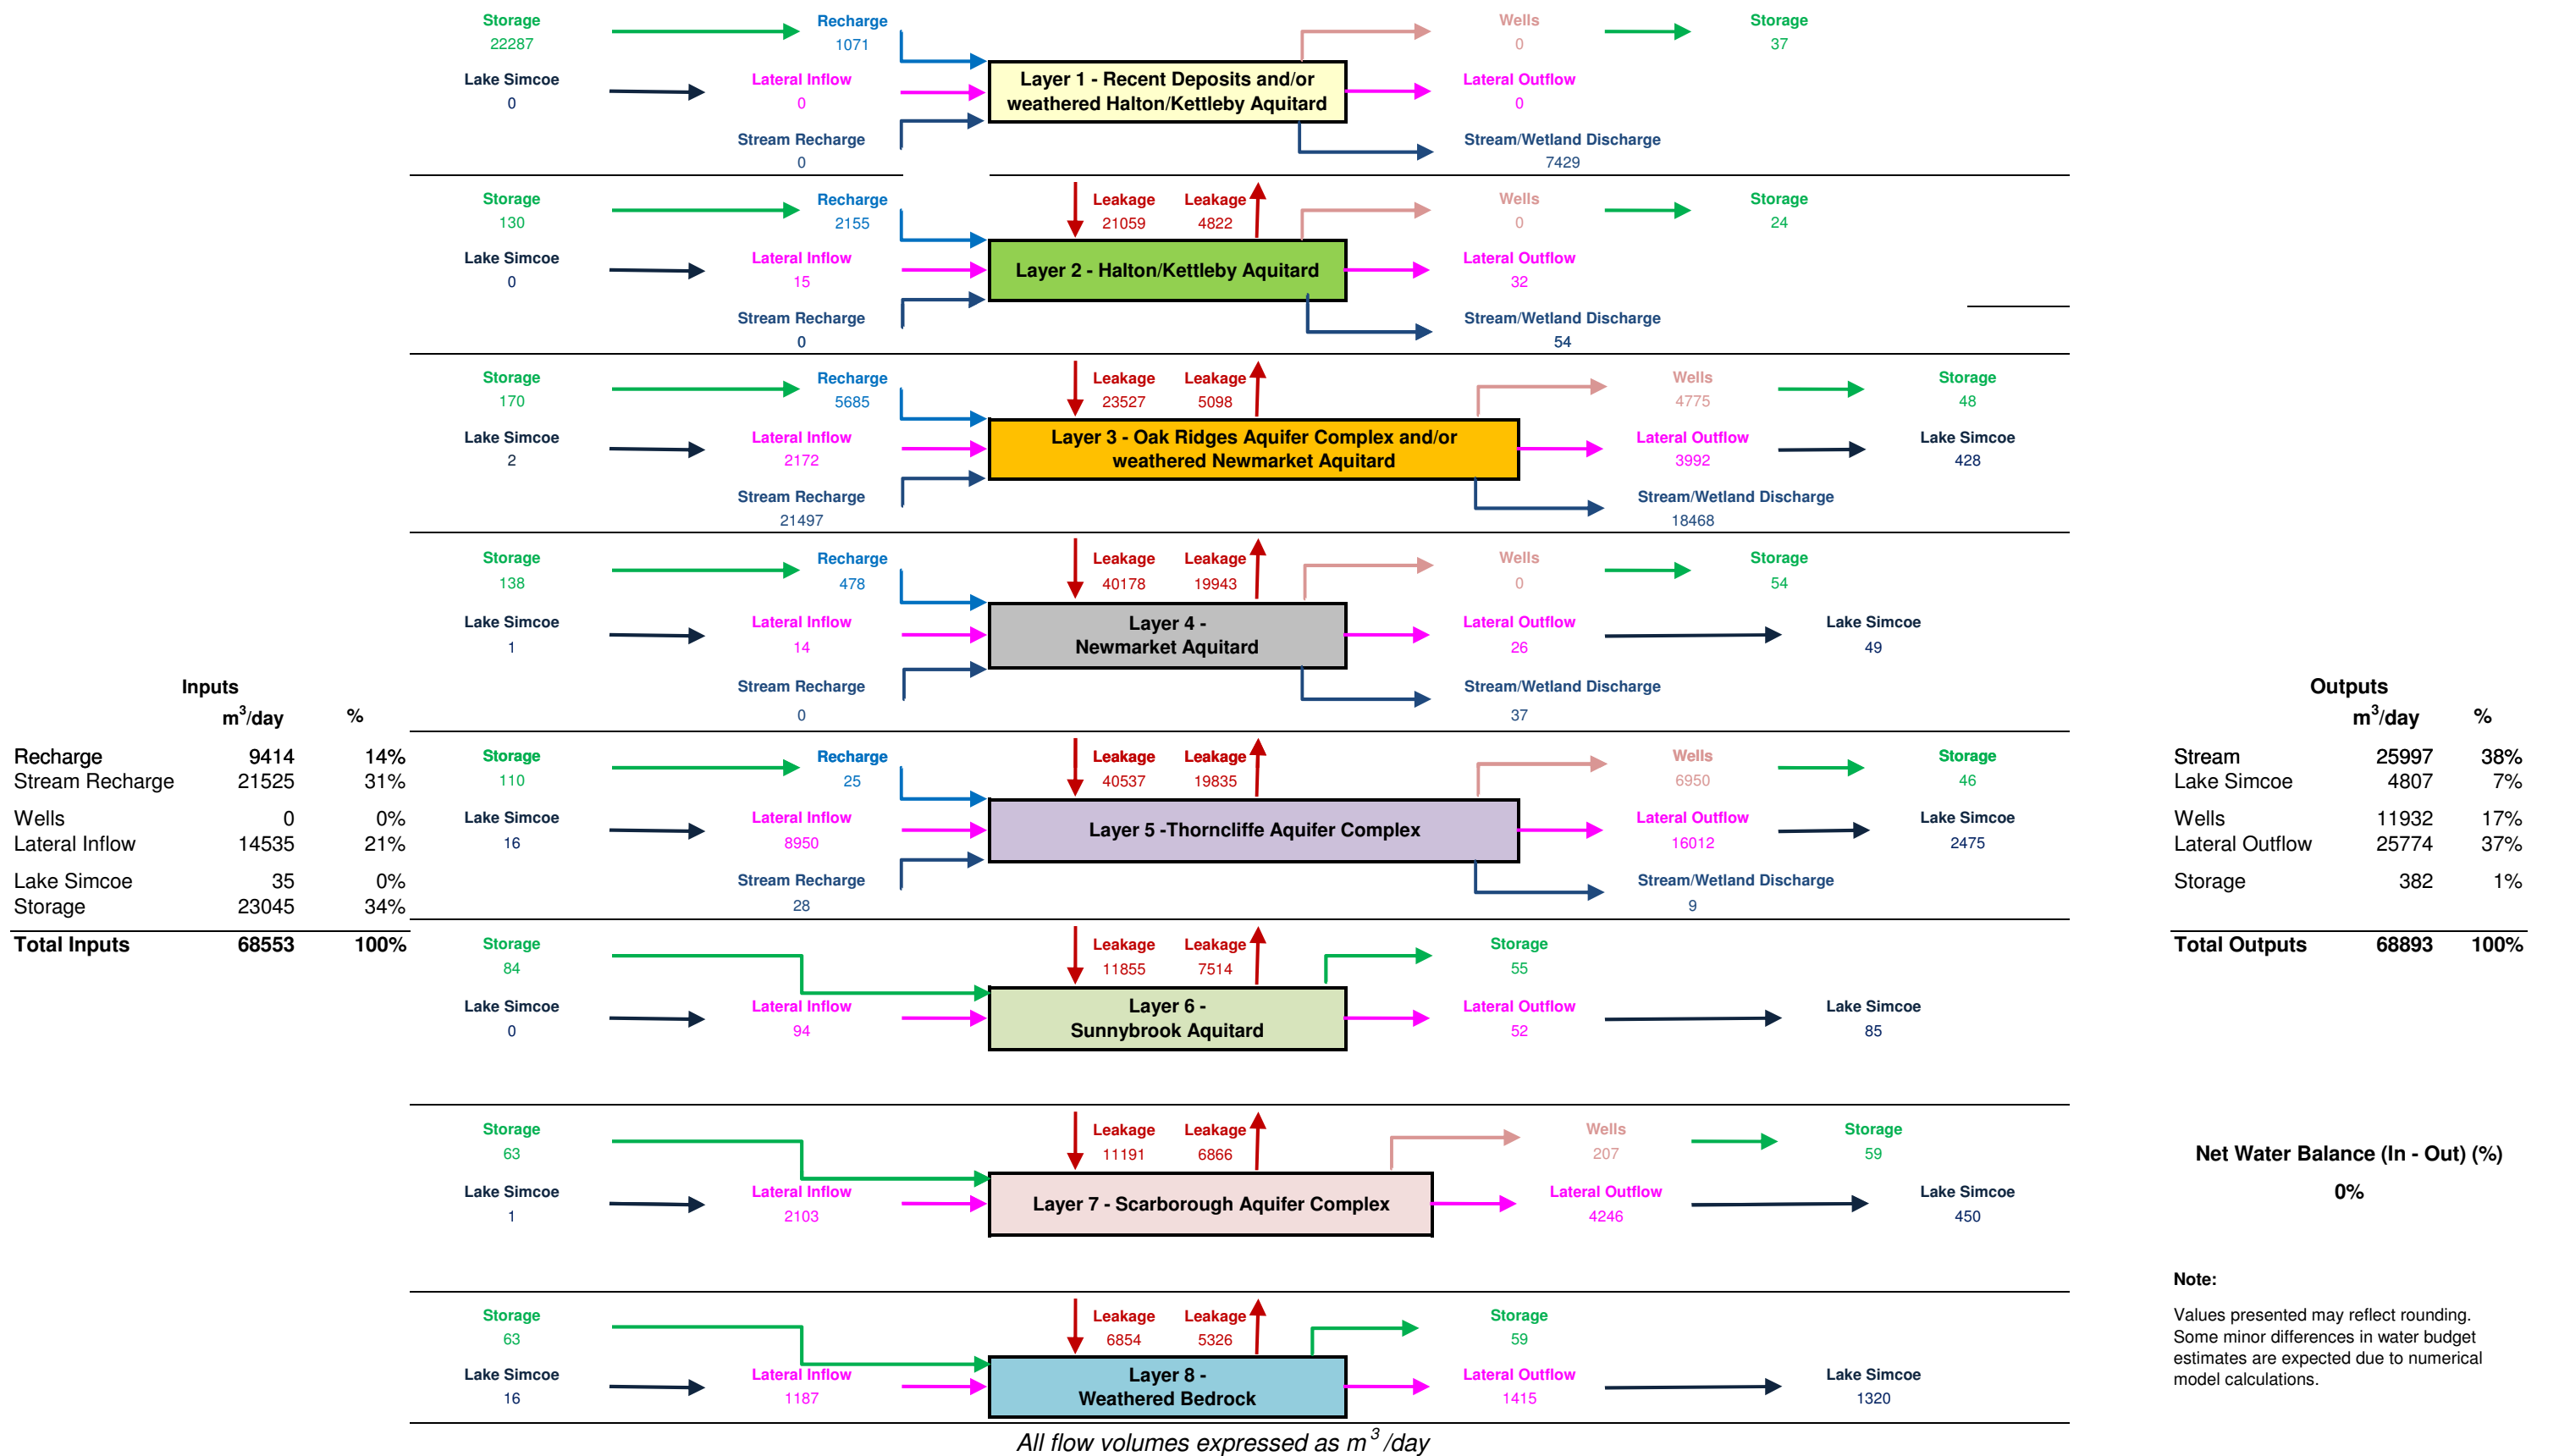 Storage Recharge Wells Storage
22287 1071 0 37
Lake Simcoe Lateral Inflow Layer 1 - Recent Deposits and/or Lateral Outflow
0 0 weathered Halton/Kettleby Aquitard 0
Stream Recharge Stream/Wetland Discharge
0 7429
Storage Recharge Leakage Leakage Wells Storage
130 2155 21059 4822 0 24
Lake Simcoe Lateral Inflow Layer 2 - Halton/Kettleby Aquitard Lateral Outflow
0 15 32
Stream Recharge Stream/Wetland Discharge
0 54
Storage Recharge Leakage Leakage Wells Storage
170 5685 23527 5098 4775 48
Lake Simcoe Lateral Inflow Layer 3 - Oak Ridges Aquifer Complex and/or Lateral Outflow Lake Simcoe
2 2172 weathered Newmarket Aquitard 3992 428
Stream Recharge Stream/Wetland Discharge
21497 18468
Storage Recharge Leakage Leakage Wells Storage
138 478 40178 19943 0 54
Lake Simcoe Lateral Inflow Layer 4 - Lateral Outflow Lake Simcoe
1 14 Newmarket Aquitard 26 49
Stream Recharge Stream/Wetland Discharge
0 37
Storage Recharge Leakage Leakage Wells Storage
110 25 40537 19835 6950 46
Lake Simcoe Lateral Inflow Layer 5 -Thorncliffe Aquifer Complex Lateral Outflow Lake Simcoe
16 8950 16012 2475
Stream Recharge Stream/Wetland Discharge
28 9
Storage Leakage Leakage Storage
84 11855 7514 55
Lake Simcoe Lateral Inflow Layer 6 - Lateral Outflow Lake Simcoe
0 94 Sunnybrook Aquitard 52 85
Storage Leakage Leakage Wells Storage
63 11191 6866 207 59
Lake Simcoe Lateral Inflow Layer 7 - Scarborough Aquifer Complex Lateral Outflow Lake Simcoe
1 2103 4246 450
Storage Leakage Leakage Storage
63 6854 5326 59
Lake Simcoe Lateral Inflow Layer 8 - Lateral Outflow Lake Simcoe
16 1187 Weathered Bedrock 1415 1320
All flow volumes expressed as m³ /day
Inputs
m³/day %
Recharge 9414 14%
Stream Recharge 21525 31%
Wells 0 0%
Lateral Inflow 14535 21%
Lake Simcoe 35 0%
Storage 23045 34%
Total Inputs 68553 100%
Outputs
m³/day %
Stream 25997 38%
Lake Simcoe 4807 7%
Wells 11932 17%
Lateral Outflow 25774 37%
Storage 382 1%
Total Outputs 68893 100%
Net Water Balance (In - Out) (%)
0%
Note:
Values presented may reflect rounding.
Some minor differences in water budget
estimates are expected due to numerical
model calculations.